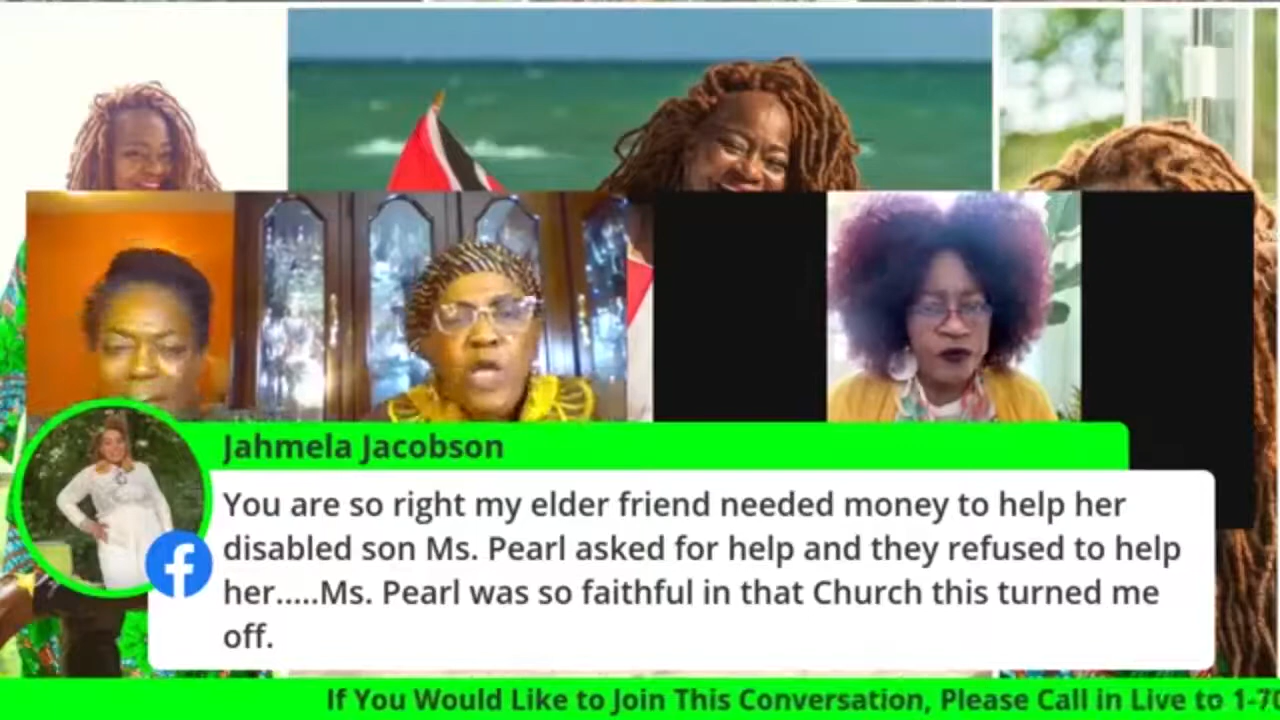 Jahmela Jacobson
You are so right my elder friend needed money to help her
disabled son Ms. Pearl asked for help and they refused to help
her.....Ms. Pearl was so faithful in that Church this turned me
off.
If You Would Like to Join This Conversation, Please Call in Live to 1-70